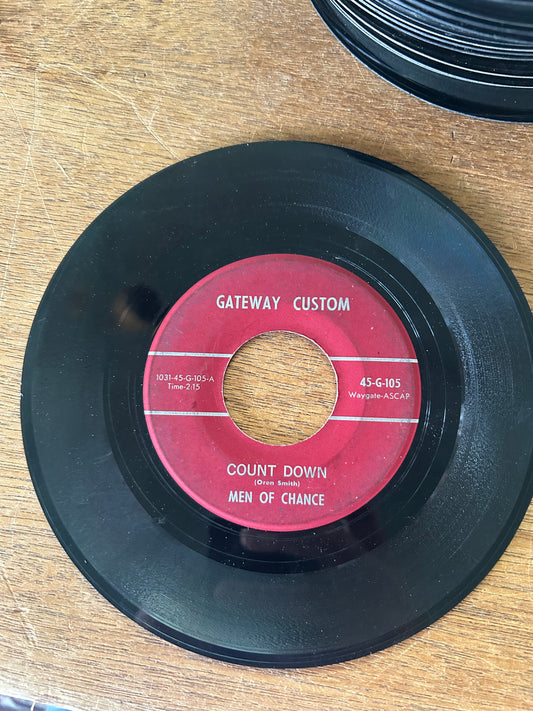 GATEWAY CUSTOM
1031-45-G-105-A
Time-2:15
45-G-105
Waygate-ASCAP
COUNT DOWN
(Oren Smith)
MEN OF CHANCE